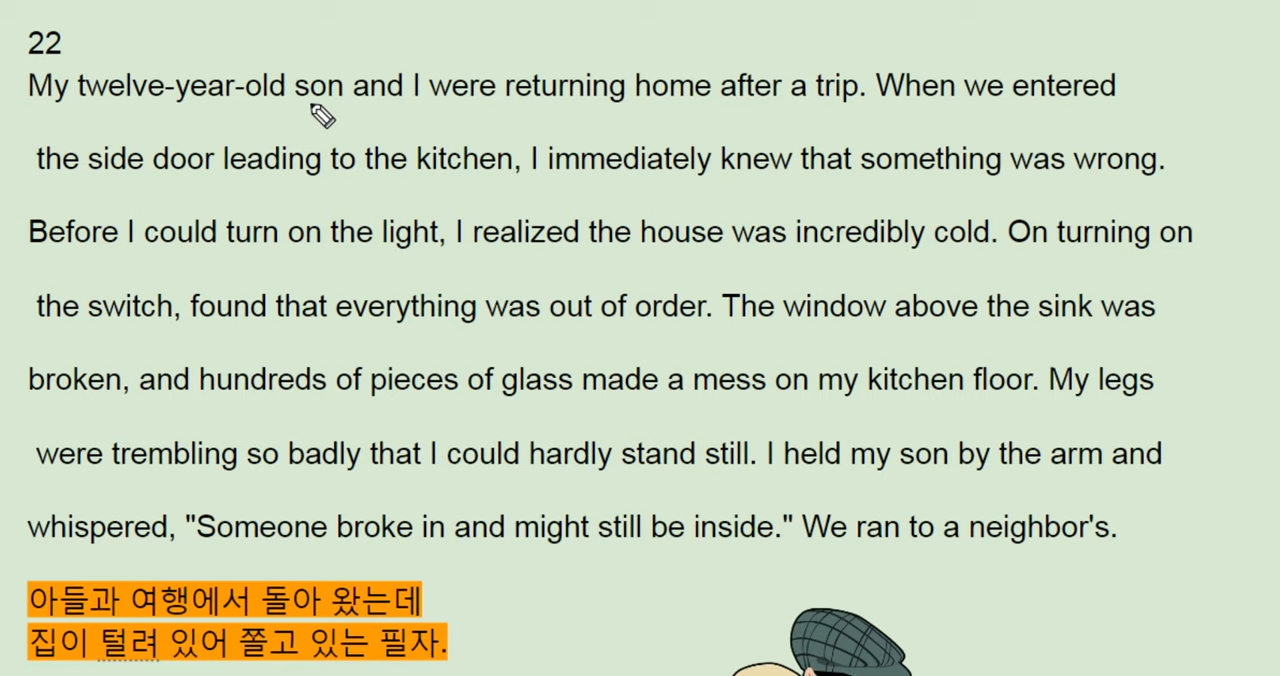 22
My twelve-year-old son and I were returning home after a trip. When we entered
the side door leading to the kitchen, I immediately knew that something was wrong.
Before I could turn on the light, I realized the house was incredibly cold. On turning on
the switch, found that everything was out of order. The window above the sink was
broken, and hundreds of pieces of glass made a mess on my kitchen floor. My legs
were trembling so badly that I could hardly stand still. I held my son by the arm and
whispered, "Someone broke in and might still be inside." We ran to a neighbor's.
아들과 여행에서 돌아 왔는데
집이 털려 있어 쫄고 있는 필자.